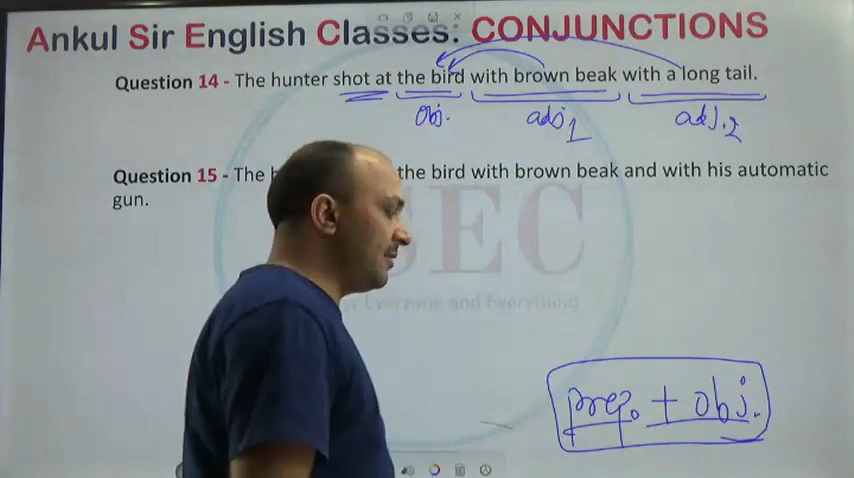 Ankul Sir English Classes: CONJUNCTIONS
Question 14 - The hunter shot at the bird with brown beak with a long tail.
obj. adj 1 adj. 2
Question 15 - The the bird with brown beak and with his automatic
gun.
SEC
Everyone and Everything
prep. + obj.